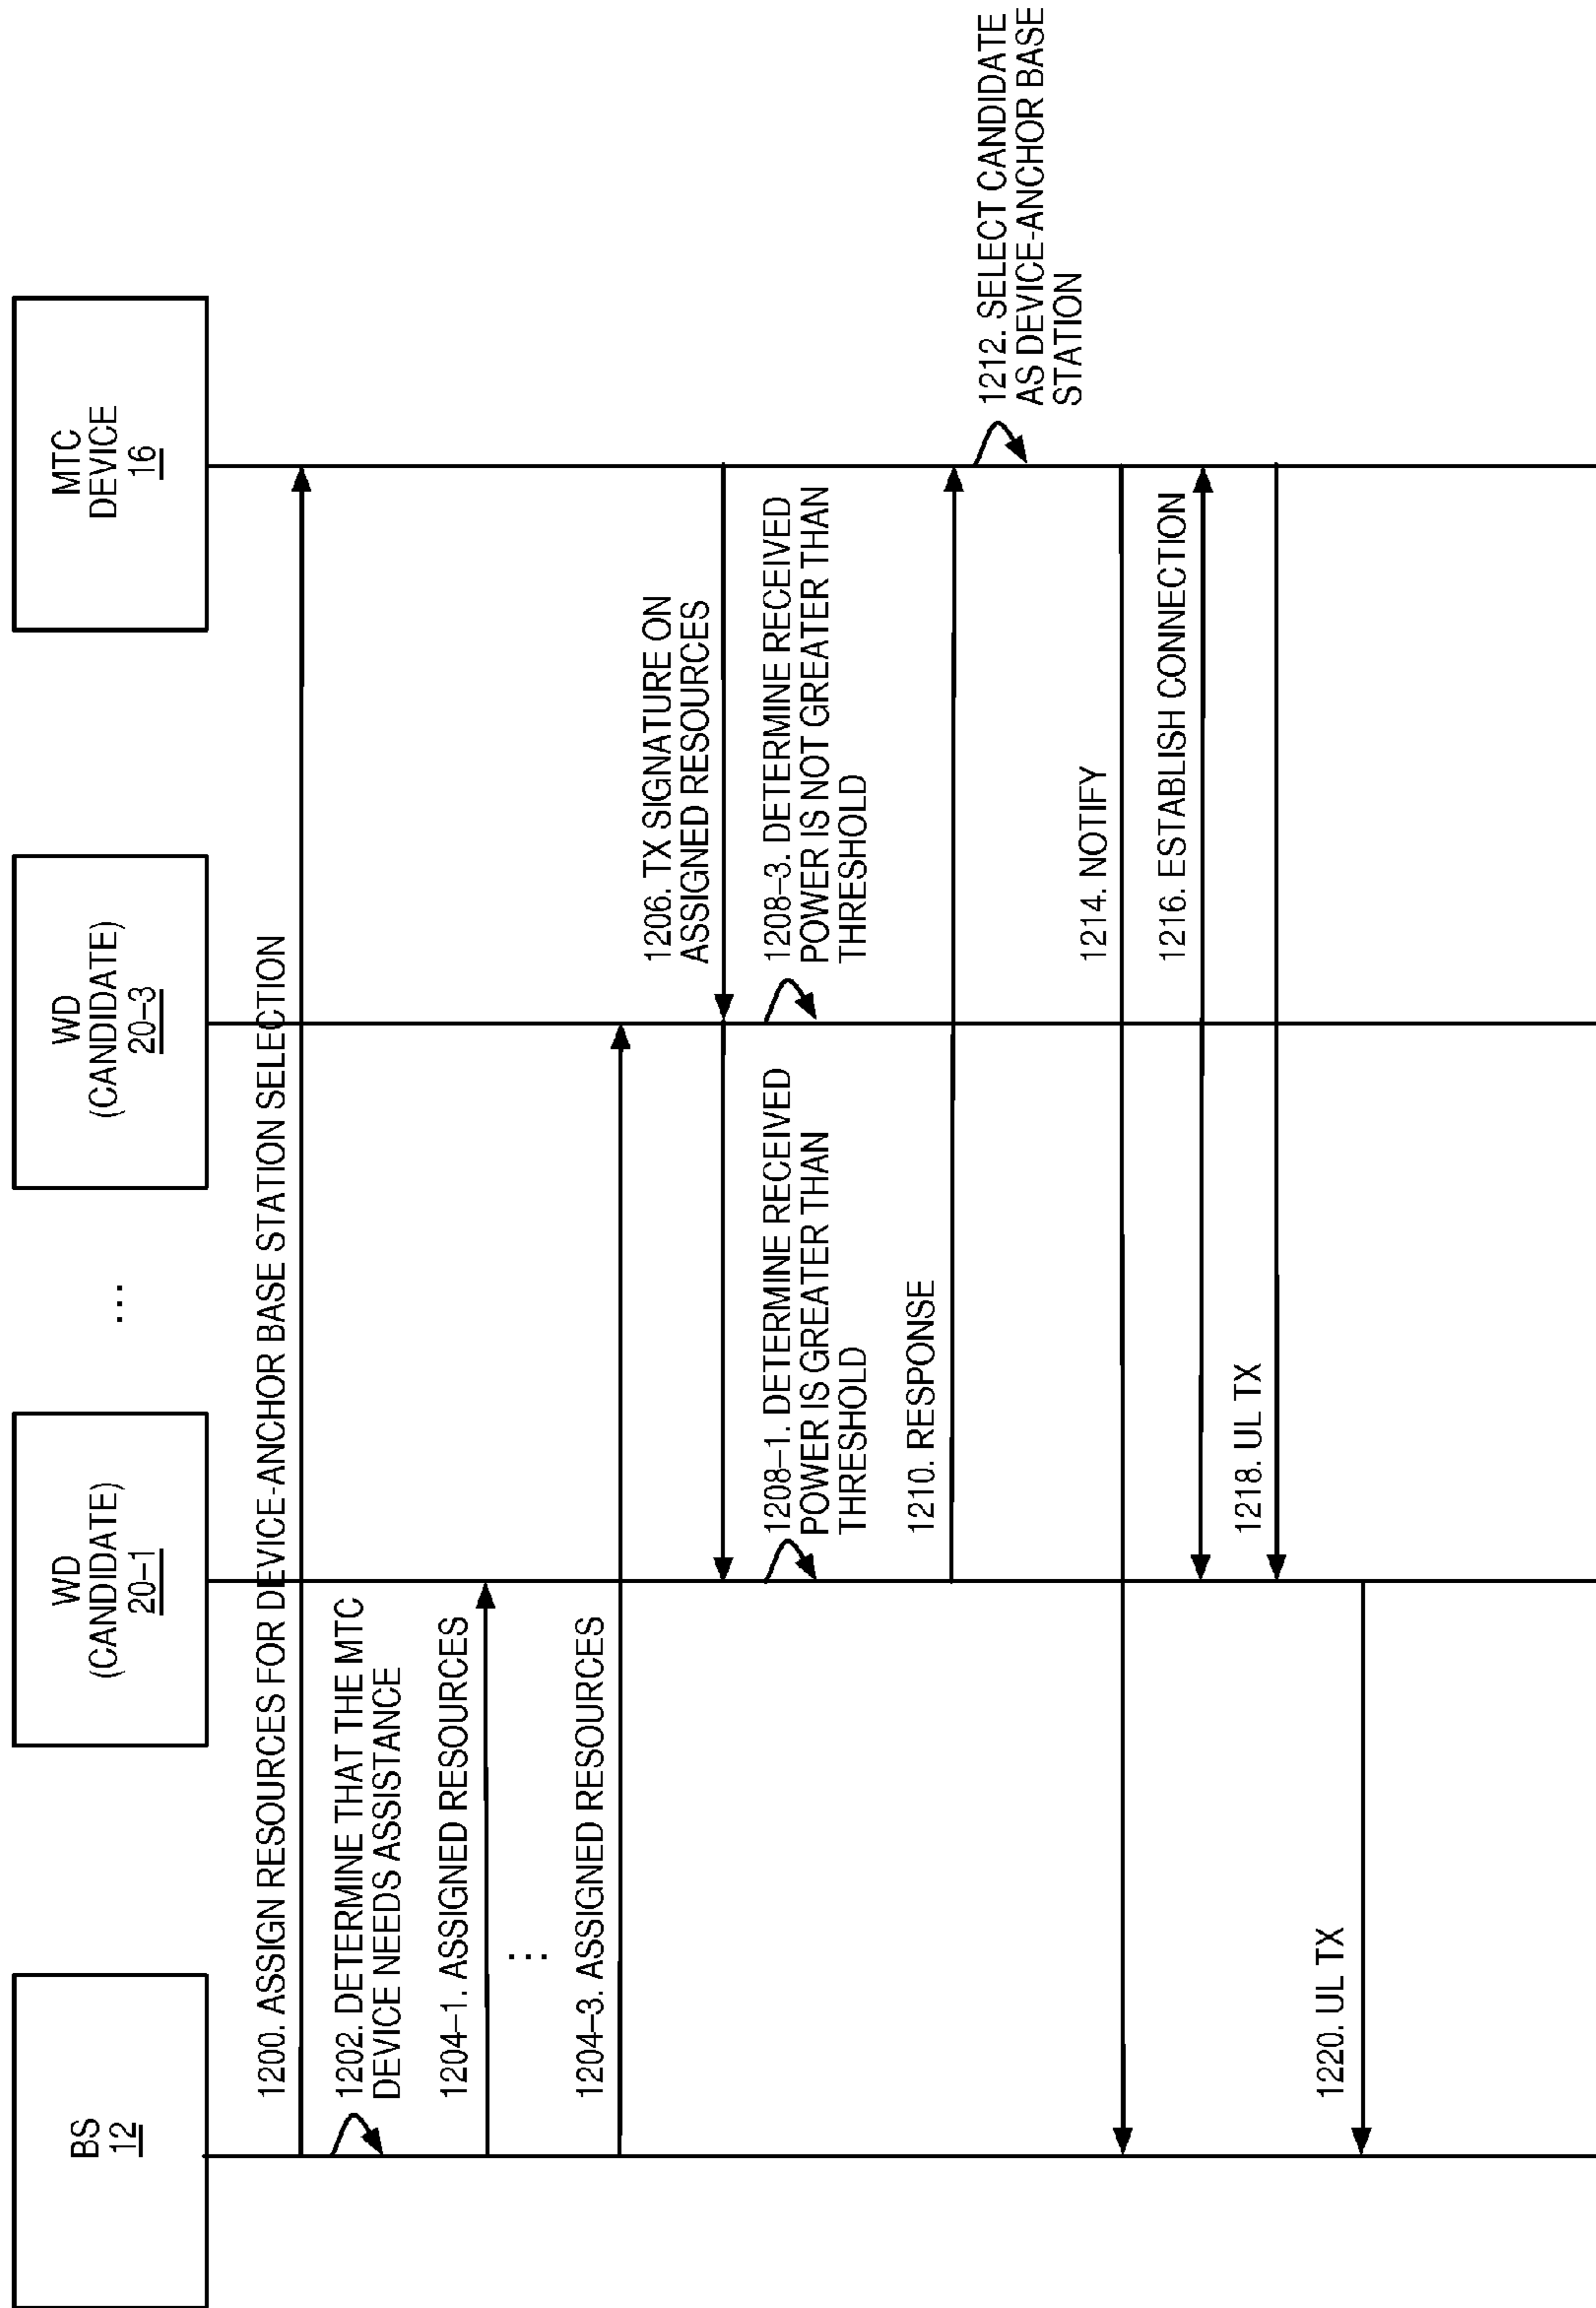 BS
12
WD
(CANDIDATE)
20-1
...
WD
(CANDIDATE)
20-3
MTC
DEVICE
16
1200. ASSIGN RESOURCES FOR DEVICE-ANCHOR BASE STATION SELECTION
1202. DETERMINE THAT THE MTC
DEVICE NEEDS ASSISTANCE
1204-1. ASSIGNED RESOURCES
...
1204-3. ASSIGNED RESOURCES
1206. TX SIGNATURE ON
ASSIGNED RESOURCES
1208-1. DETERMINE RECEIVED
POWER IS GREATER THAN
THRESHOLD
1208-3. DETERMINE RECEIVED
POWER IS NOT GREATER THAN
THRESHOLD
1210. RESPONSE
1212. SELECT CANDIDATE
AS DEVICE-ANCHOR BASE
STATION
1214. NOTIFY
1216. ESTABLISH CONNECTION
1218. UL TX
1220. UL TX